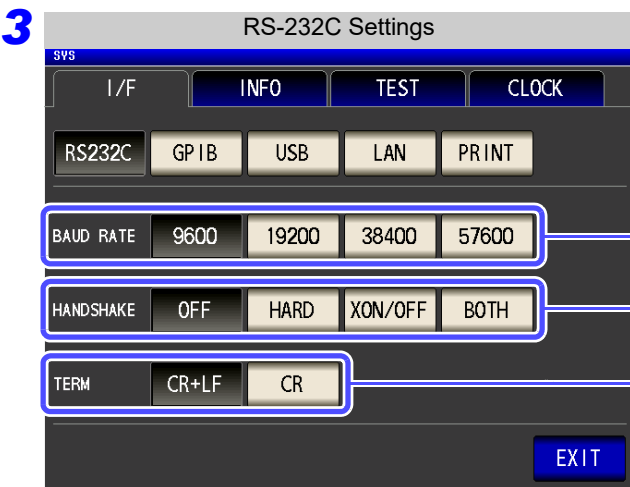 3
RS-232C Settings
SYS
I/F INFO TEST CLOCK
RS232C GPIB USB LAN PRINT
BAUD RATE 9600 19200 38400 57600
HANDSHAKE OFF HARD XON/OFF BOTH
TERM CR+LF CR
EXIT